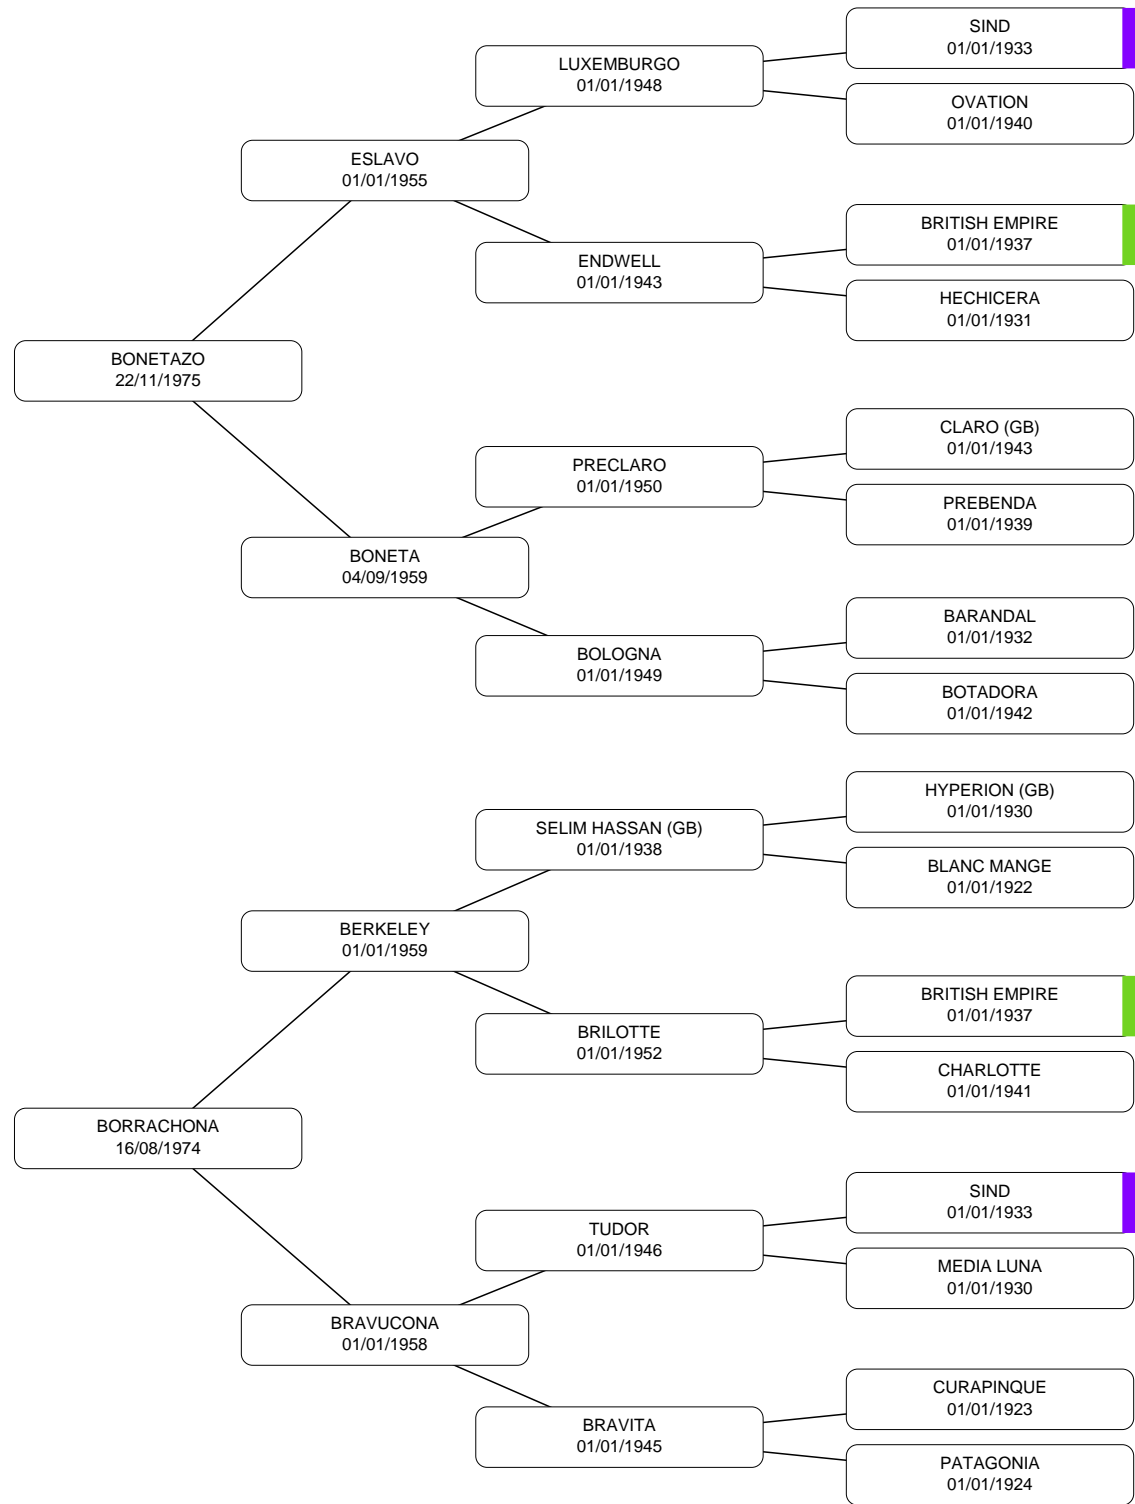 SIND
01/01/1933
LUXEMBURGO
01/01/1948
OVATION
01/01/1940
ESLAVO
01/01/1955
BRITISH EMPIRE
01/01/1937
ENDWELL
01/01/1943
HECHICERA
01/01/1931
BONETAZO
22/11/1975
CLARO (GB)
01/01/1943
PRECLARO
01/01/1950
PREBENDA
01/01/1939
BONETA
04/09/1959
BARANDAL
01/01/1932
BOLOGNA
01/01/1949
BOTADORA
01/01/1942
HYPERION (GB)
01/01/1930
SELIM HASSAN (GB)
01/01/1938
BLANC MANGE
01/01/1922
BERKELEY
01/01/1959
BRITISH EMPIRE
01/01/1937
BRILOTTE
01/01/1952
CHARLOTTE
01/01/1941
BORRACHONA
16/08/1974
SIND
01/01/1933
TUDOR
01/01/1946
MEDIA LUNA
01/01/1930
BRAVUCONA
01/01/1958
CURAPINQUE
01/01/1923
BRAVITA
01/01/1945
PATAGONIA
01/01/1924